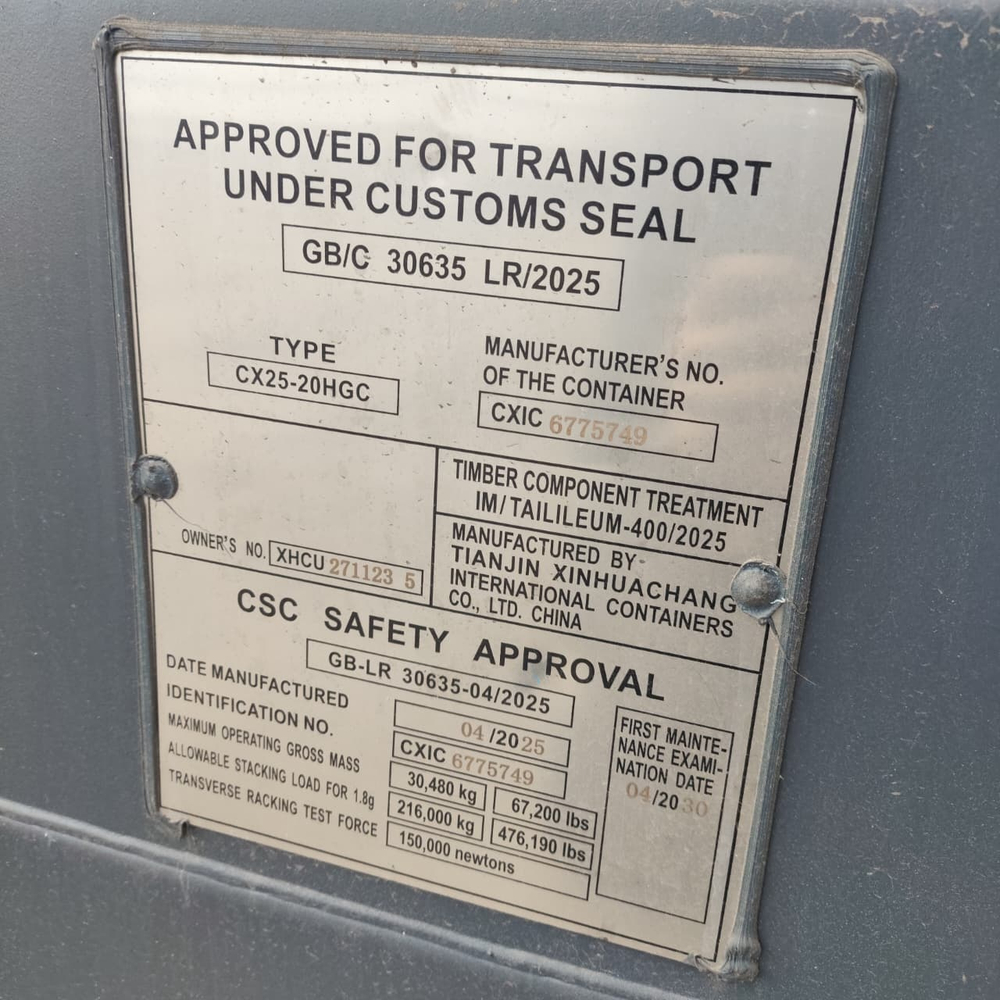 APPROVED FOR TRANSPORT
UNDER CUSTOMS SEAL
GB/C 30635 LR/2025
TYPE
CX25-20HGC
MANUFACTURER'S NO.
OF THE CONTAINER
CXIC 6775749
TIMBER COMPONENT TREATMENT
IM/TAILILEUM-400/2025
OWNER'S NO. XHCU 271123 5
MANUFACTURED BY:
TIANJIN XINHUACHANG
INTERNATIONAL CONTAINERS
CO., LTD. CHINA
CSC SAFETY APPROVAL
GB-LR 30635-04/2025
DATE MANUFACTURED 04/2025
IDENTIFICATION NO. CXIC 6775749
MAXIMUM OPERATING GROSS MASS 30,480 kg 67,200 lbs
ALLOWABLE STACKING LOAD FOR 1.8g 216,000 kg 476,190 lbs
TRANSVERSE RACKING TEST FORCE 150,000 newtons
FIRST MAINTE-
NANCE EXAMI-
NATION DATE
04/2030